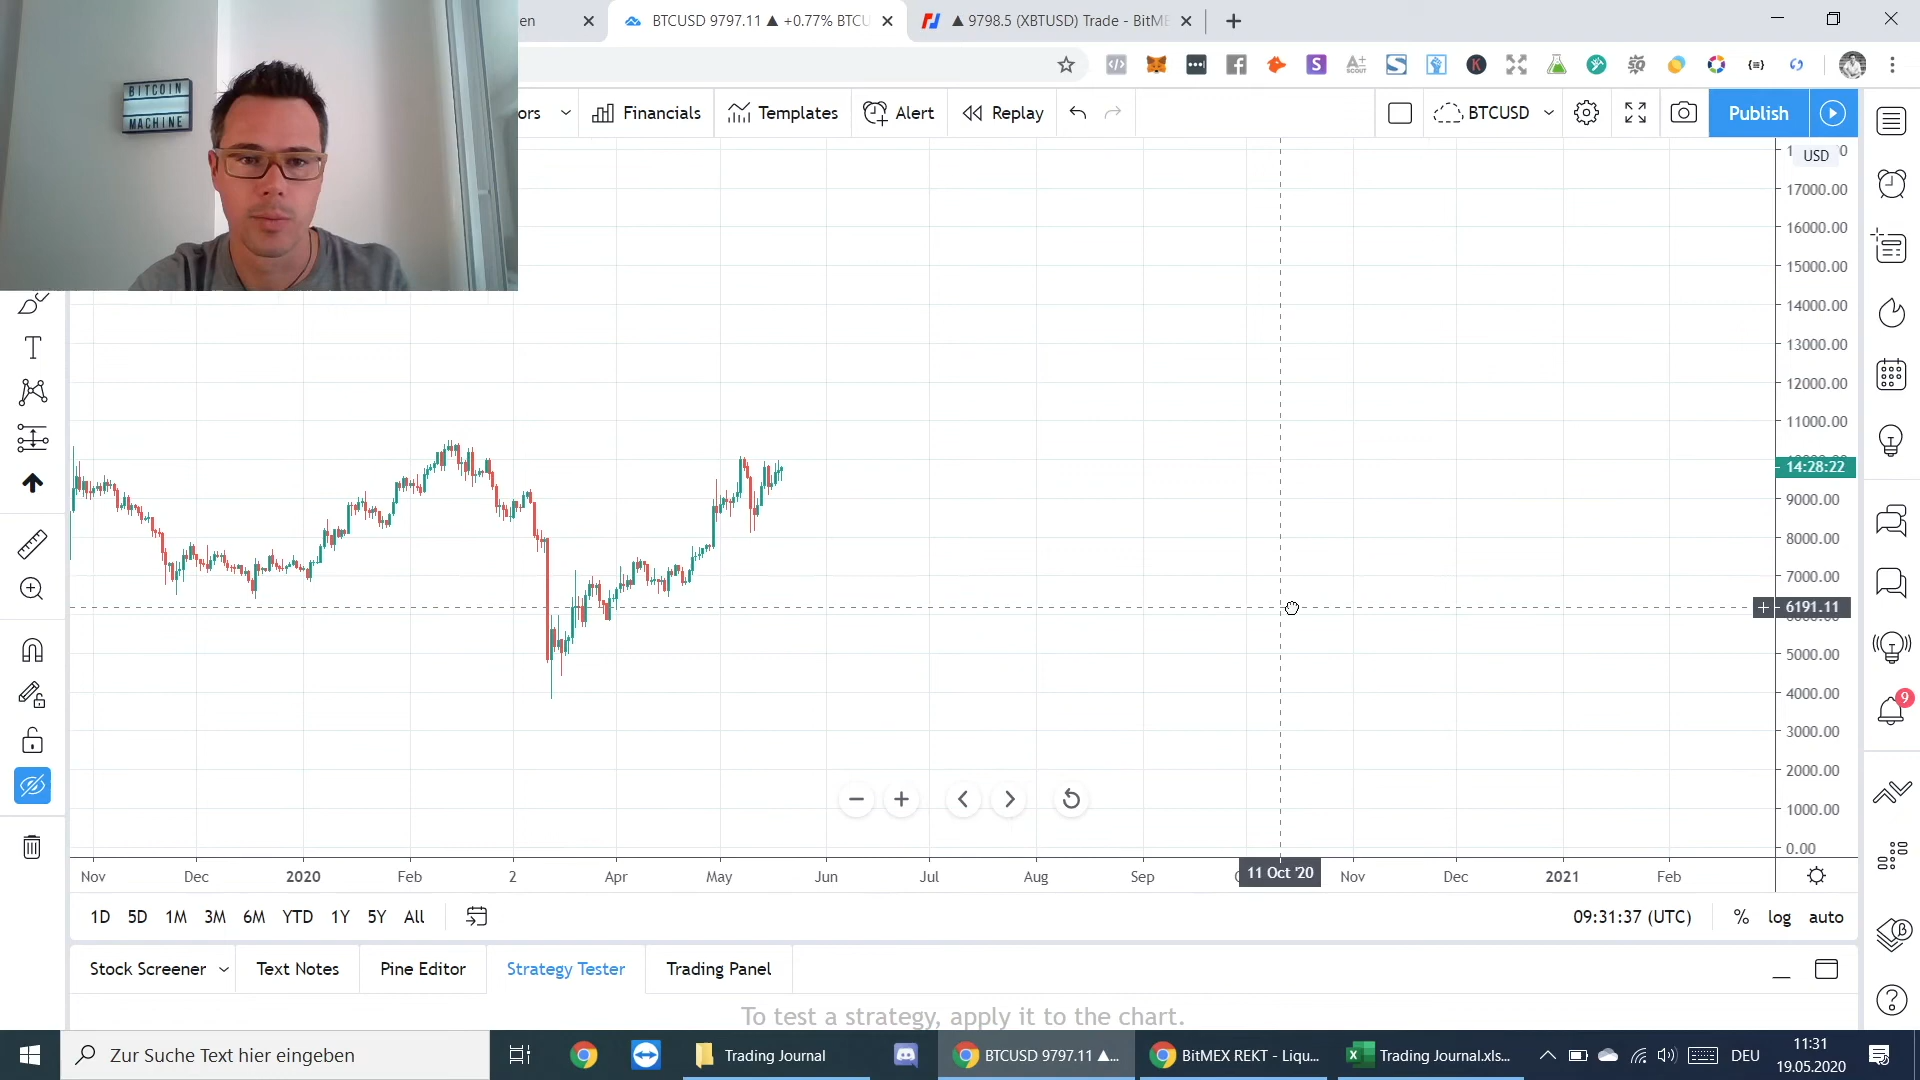 en
BTCUSD 9797.11 ▲ +0.77% BTCU
▲ 9798.5 (XBTUSD) Trade - BitME
BITCOIN
MACHINE
ors
Financials
Templates
Alert
Replay
BTCUSD
Publish
USD
17000.00
16000.00
15000.00
14000.00
13000.00
12000.00
11000.00
14:28:22
9000.00
8000.00
7000.00
6191.11
5000.00
4000.00
3000.00
2000.00
1000.00
0.00
9
Nov Dec 2020 Feb 2 Apr May Jun Jul Aug Sep 11 Oct '20 Nov Dec 2021 Feb
1D 5D 1M 3M 6M YTD 1Y 5Y All
09:31:37 (UTC) % log auto
Stock Screener Text Notes Pine Editor Strategy Tester Trading Panel
To test a strategy, apply it to the chart.
Zur Suche Text hier eingeben
Trading Journal
BTCUSD 9797.11 ▲...
BitMEX REKT - Liqu...
Trading Journal.xls...
DEU
11:31
19.05.2020